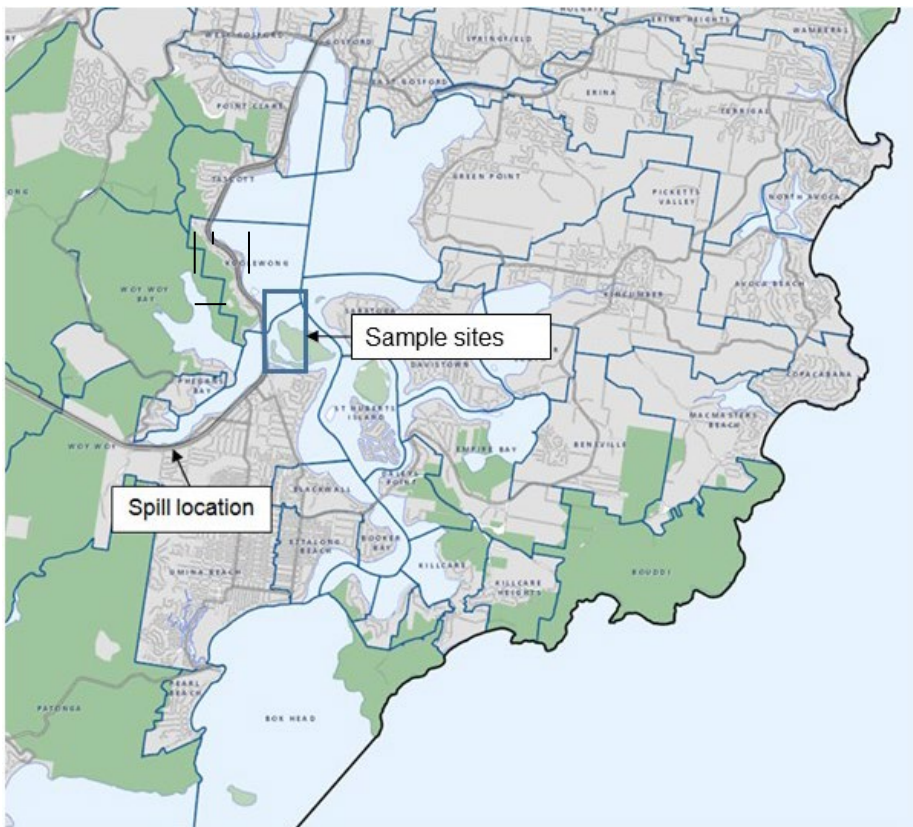 HOLGATE
ERINA HEIGHTS
WAMBERAL
WEST GOSFORD
GOSFORD
SPRINGFIELD
EAST GOSFORD
ERINA
POINT CLARE
TERRIGAL
TASCOTT
GREEN POINT
PICKETTS
VALLEY
NORTH AVOCA
KOOLEWONG
WOY WOY
BAY
KINCUMBER
AVOCA BEACH
SARATOGA
Sample sites
DAVISTOWN
PHEGANS
BAY
COPACABANA
ST HUBERTS
ISLAND
MACMASTERS
BEACH
WOY WOY
EMPIRE BAY
BENSVILLE
Spill location
BLACKWALL
DALEYS
POINT
ETTALONG
BEACH
BOOKER
BAY
UMINA BEACH
KILLCARE
KILLCARE
HEIGHTS
BOUDDI
PEARL
BEACH
PATONGA
BOX HEAD